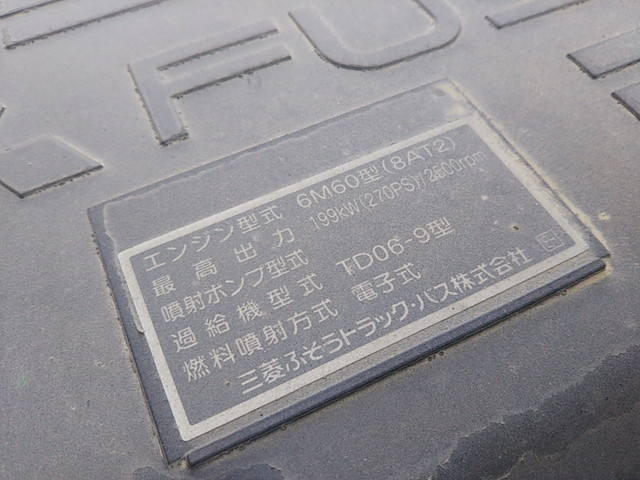 FU
エンジン型式 6M60型(8AT2)
最高出力 199kW(270PS)/2500rpm
噴射ポンプ型式
過給機型式 TD06-9型
燃料噴射方式 電子式
三菱ふそうトラック・バス株式会社